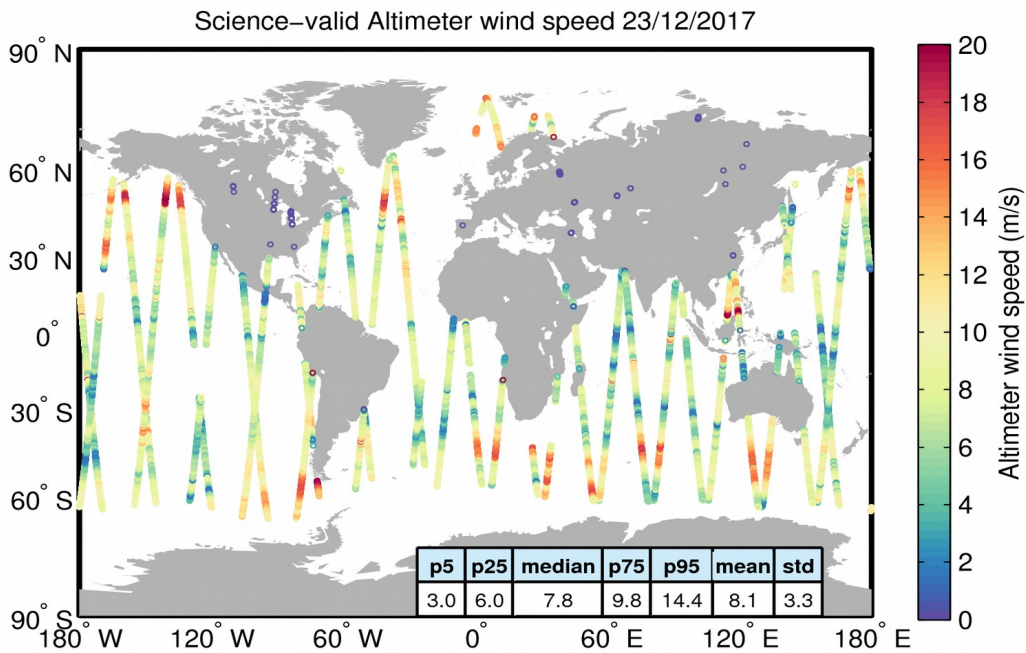 Science−valid Altimeter wind speed 23/12/2017
90° N
60° N
30° N
0°
30° S
60° S
90° S
180° W
120° W
60° W
0°
60° E
120° E
180° E
p5 p25 median p75 p95 mean std
3.0 6.0 7.8 9.8 14.4 8.1 3.3
20
18
16
14
12
10
8
6
4
2
0
Altimeter wind speed (m/s)